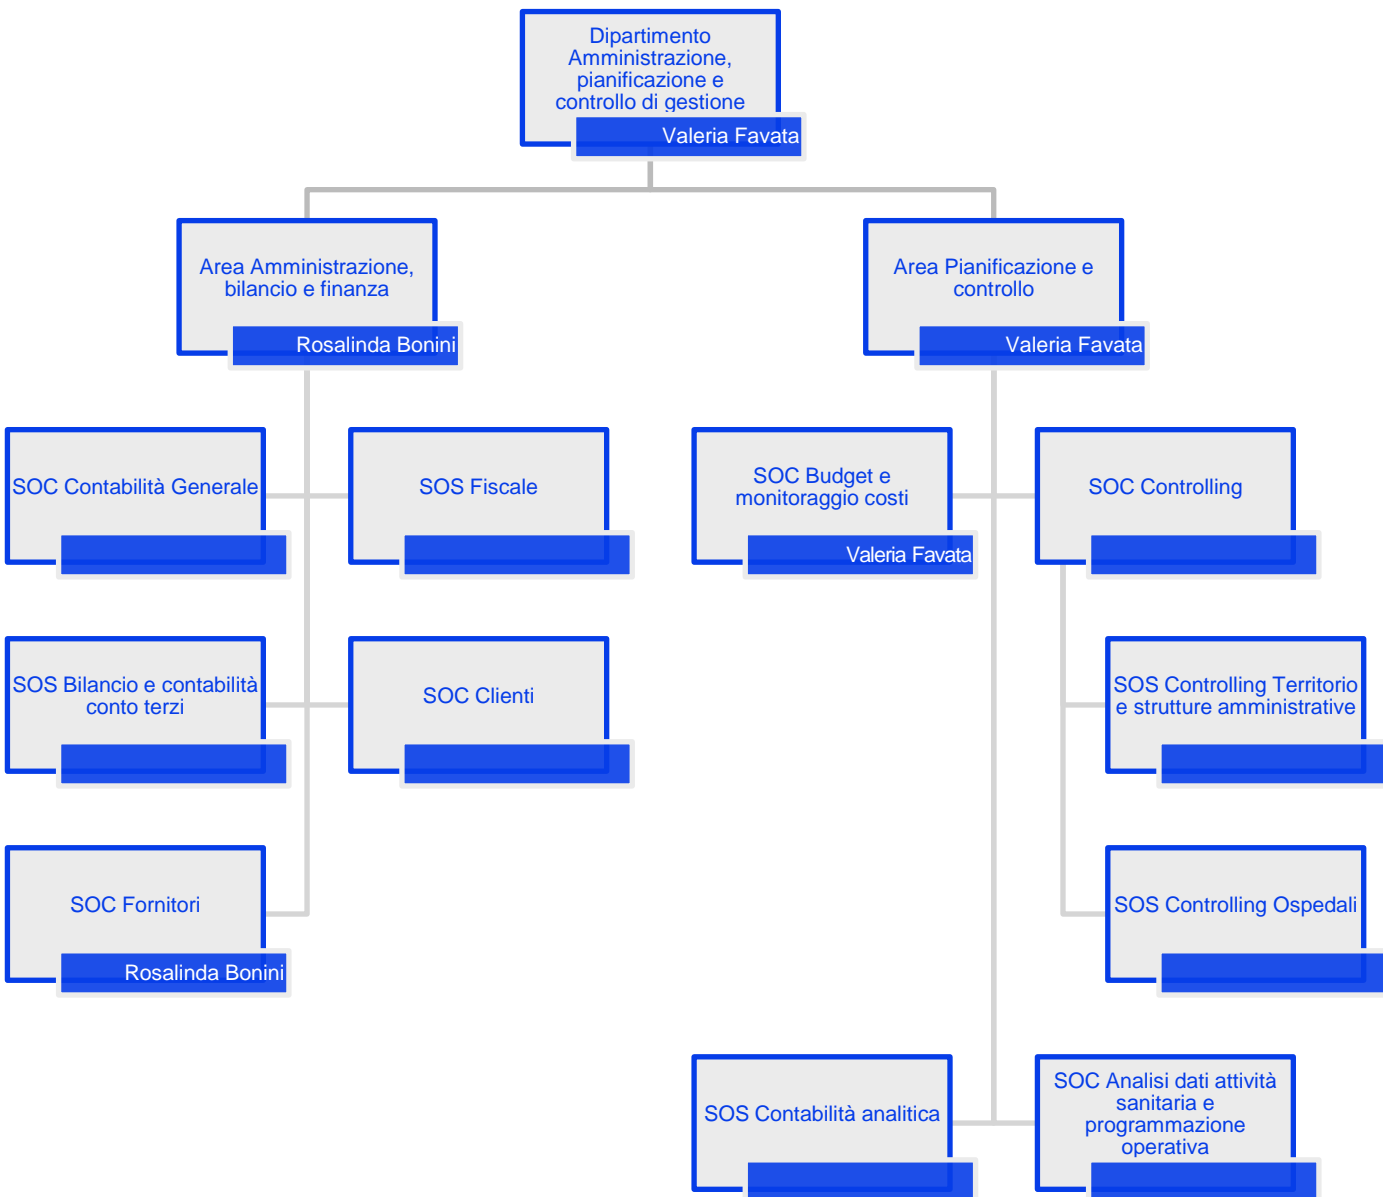 Dipartimento
Amministrazione,
pianificazione e
controllo di gestione
Valeria Favata
Area Amministrazione,
bilancio e finanza
Rosalinda Bonini
Area Pianificazione e
controllo
Valeria Favata
SOC Contabilità Generale
SOS Fiscale
SOC Budget e
monitoraggio costi
Valeria Favata
SOC Controlling
SOS Bilancio e contabilità
conto terzi
SOC Clienti
SOS Controlling Territorio
e strutture amministrative
SOC Fornitori
Rosalinda Bonini
SOS Controlling Ospedali
SOS Contabilità analitica
SOC Analisi dati attività
sanitaria e
programmazione
operativa